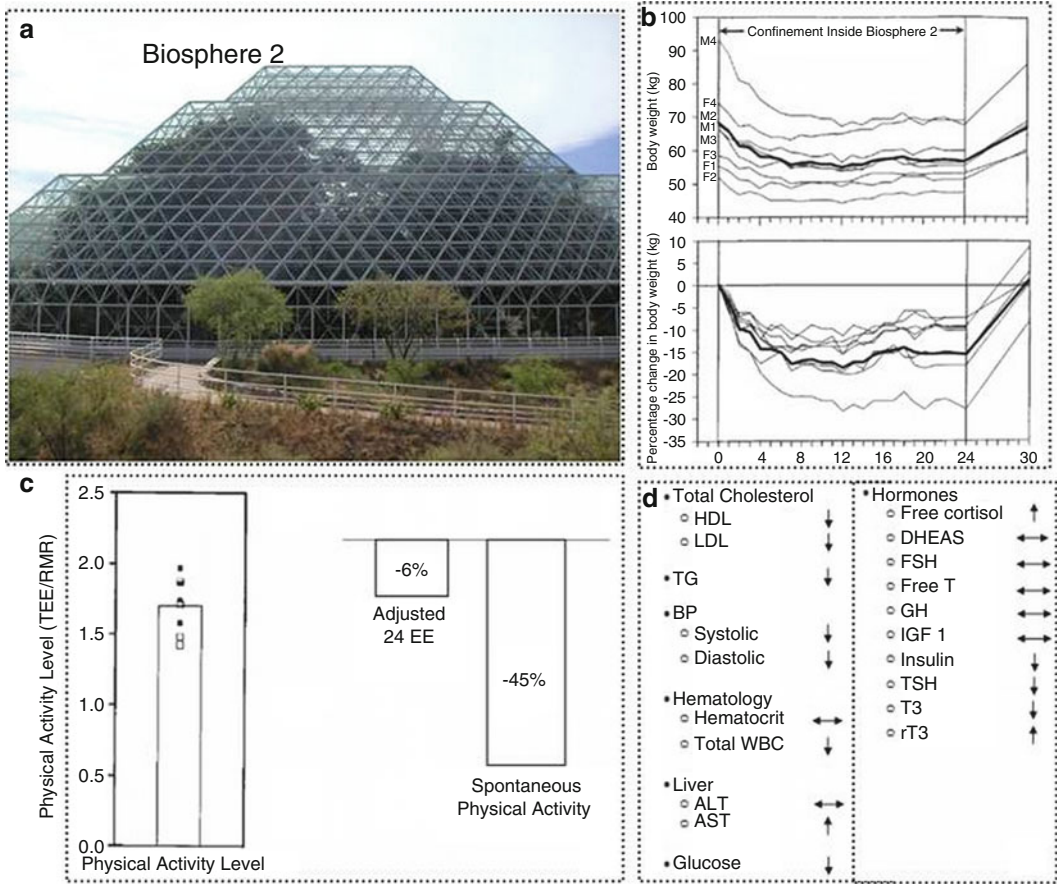 a
Biosphere 2
b
Confinement Inside Biosphere 2
Body weight (kg)
100
90
80
70
60
50
40
M4
F4
M2
M1
M3
F3
F1
F2
Percentage change in body weight (kg)
10
5
0
-5
-10
-15
-20
-25
-30
-35
0 4 8 12 16 20 24 30
c
Physical Activity Level (TEE/RMR)
2.5
2.0
1.5
1.0
0.5
0.0
Physical Activity Level
-6%
Adjusted
24 EE
-45%
Spontaneous
Physical Activity
d
• Total Cholesterol
○ HDL ↓
○ LDL ↓
• TG ↓
• BP
○ Systolic ↓
○ Diastolic ↓
• Hematology
○ Hematocrit ↔
○ Total WBC ↓
• Liver
○ ALT ↔
○ AST ↑
• Glucose ↓
• Hormones
○ Free cortisol ↑
○ DHEAS ↔
○ FSH ↔
○ Free T ↔
○ GH ↔
○ IGF 1 ↔
○ Insulin ↓
○ TSH ↓
○ T3 ↓
○ rT3 ↑